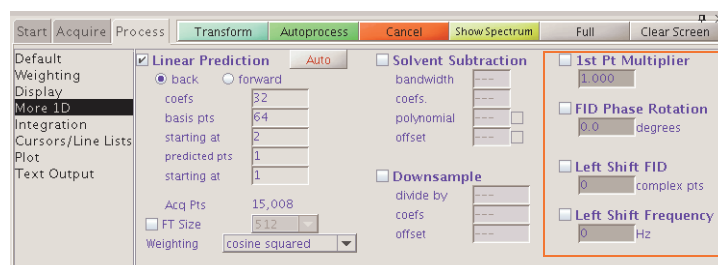 Start Acquire Process Transform Autoprocess Cancel Show Spectrum Full Clear Screen
Default
Weighting
Display
More 1D
Integration
Cursors/Line Lists
Plot
Text Output
Linear Prediction Auto
back forward
coefs 32
basis pts 64
starting at 2
predicted pts 1
starting at 1
Acq Pts 15,008
FT Size 512
Weighting cosine squared
Solvent Subtraction
bandwidth ---
coefs. ---
polynomial ---
offset ---
Downsample
divide by ---
coefs ---
offset ---
1st Pt Multiplier
1.000
FID Phase Rotation
0.0 degrees
Left Shift FID
0 complex pts
Left Shift Frequency
0 Hz